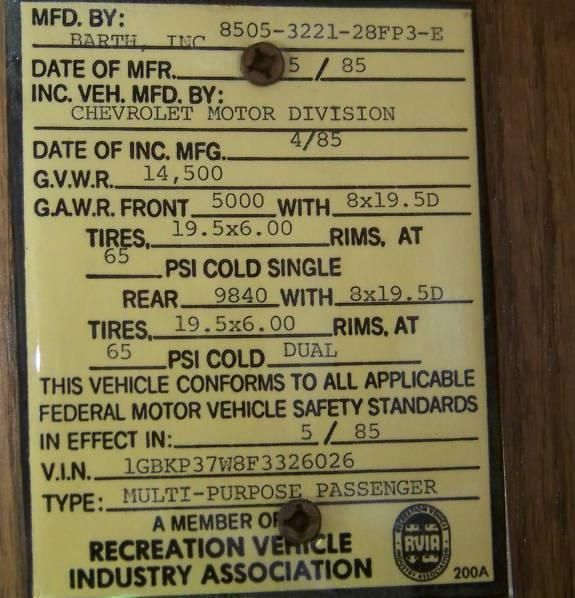 MFD. BY: 8505-3221-28FP3-E
BARTH, INC
DATE OF MFR. 5 / 85
INC. VEH. MFD. BY:
CHEVROLET MOTOR DIVISION
DATE OF INC. MFG. 4/85
G.V.W.R. 14,500
G.A.W.R. FRONT 5000 WITH 8x19.5D
TIRES, 19.5x6.00 RIMS, AT
65 PSI COLD SINGLE
REAR 9840 WITH 8x19.5D
TIRES, 19.5x6.00 RIMS, AT
65 PSI COLD DUAL
THIS VEHICLE CONFORMS TO ALL APPLICABLE
FEDERAL MOTOR VEHICLE SAFETY STANDARDS
IN EFFECT IN: 5 / 85
V.I.N. 1GBKP37W8F3326026
TYPE: MULTI-PURPOSE PASSENGER
A MEMBER OF
RECREATION VEHICLE
INDUSTRY ASSOCIATION
RECREATION VEHICLE
RVIA
INDUSTRY ASSOCIATION
200A